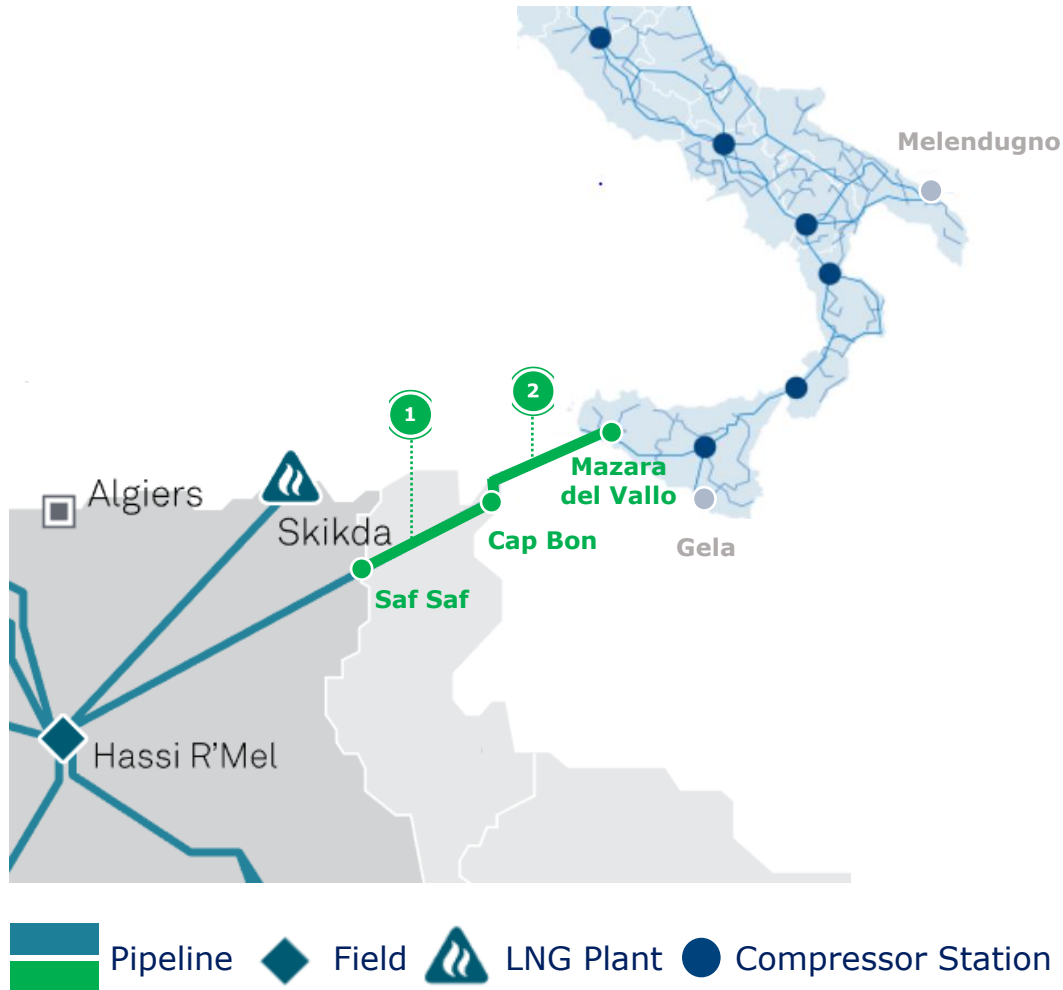 Melendugno
2
1
Mazara
del Vallo
Algiers
Skikda
Cap Bon
Gela
Saf Saf
Hassi R'Mel
Pipeline
Field
LNG Plant
Compressor Station